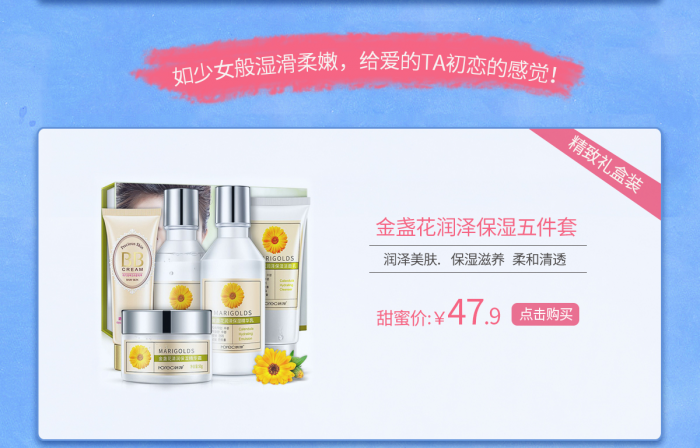 如少女般湿滑柔嫩，给爱的TA初恋的感觉！
精致礼盒装
金盏花润泽保湿五件套
润泽美肤. 保湿滋养 柔和清透
甜蜜价:￥47.9
点击购买
BB
CREAM
MARIGOLDS
MARIGOLDS